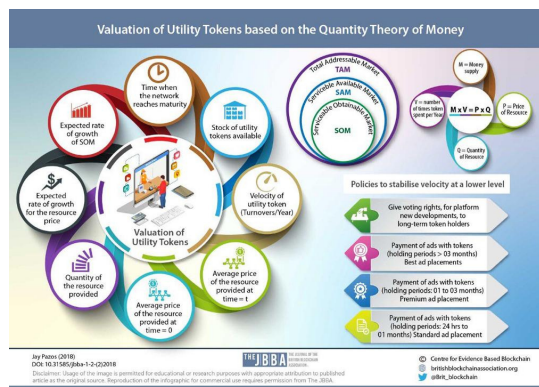 Valuation of Utility Tokens based on the Quantity Theory of Money
Time when
the network
reaches maturity
Expected rate
of growth
of SOM
Stock of utility
tokens available
Expected
rate of growth
for the resource
price
Velocity of
utility token
(Turnovers/Year)
Valuation of
Utility Tokens
Quantity of
the resource
provided
Average price
of the resource
provided at
time = 0
Average price
of the resource
provided at
time = t
Total Addressable Market
TAM
Serviceable Available Market
SAM
Serviceable Obtainable Market
SOM
M = Money
supply
V = number
of times token
spent per Year
M x V = P x Q
P = Price
of Resource
Q = Quantity
of Resource
Policies to stabilise velocity at a lower level
Give voting rights, for platform
new developments, to
long-term token holders
Payment of ads with tokens
(holding periods > 03 months)
Best ad placements
Payment of ads with tokens
(holding periods: 01 to 03 months)
Premium ad placement
Payment of ads with tokens
(holding periods: 24 hrs to
01 months) Standard ad placement
Jay Pazos (2018)
DOI: 10.31585/jbba-1-2-(2)2018
THE JBBA
THE JOURNAL OF THE
BRITISH BLOCKCHAIN
ASSOCIATION
Disclaimer: Usage of the image is permitted for educational or research purposes with appropriate attribution to published
article as the original source. Reproduction of the infographic for commercial use requires permission from The JBBA.
© Centre for Evidence Based Blockchain
britishblockchainassociation.org
@Brit_blockchain